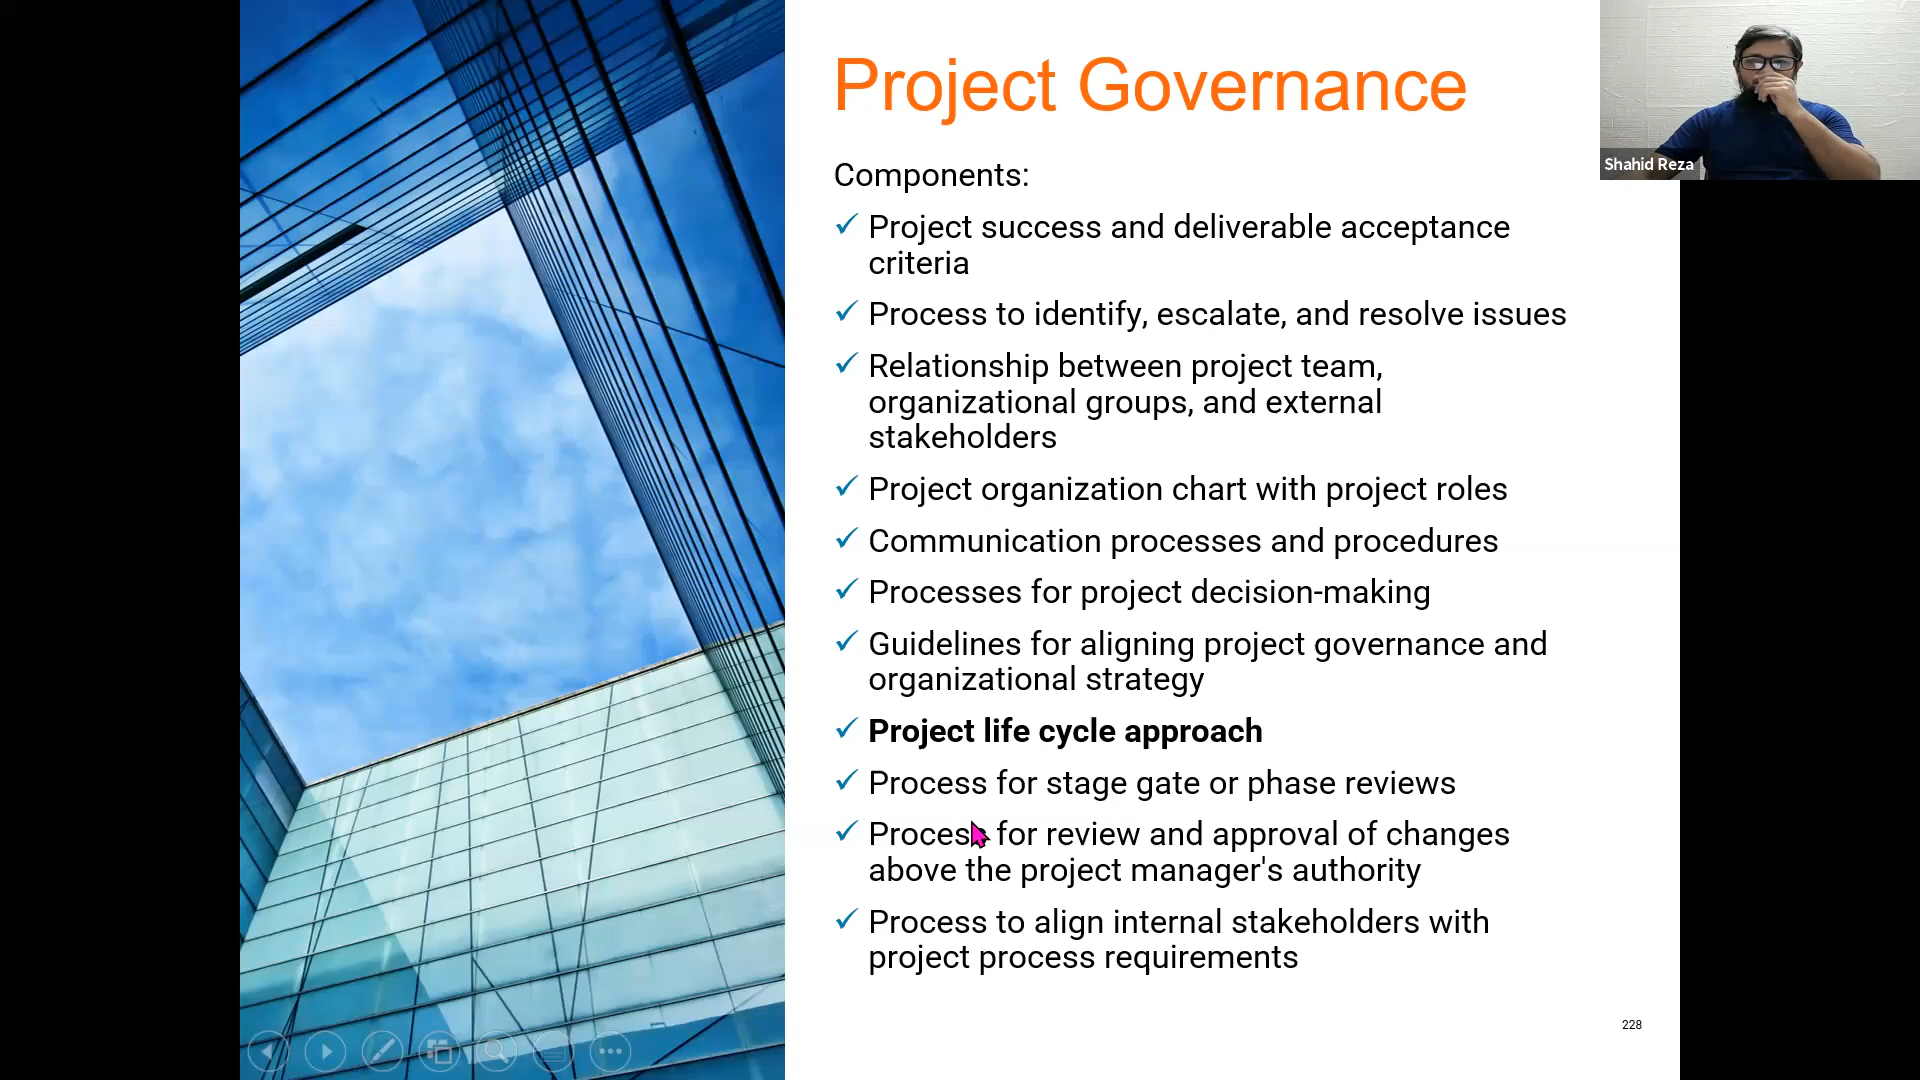 Project Governance
Shahid Reza
Components:
Project success and deliverable acceptance
criteria
Process to identify, escalate, and resolve issues
Relationship between project team,
organizational groups, and external
stakeholders
Project organization chart with project roles
Communication processes and procedures
Processes for project decision-making
Guidelines for aligning project governance and
organizational strategy
Project life cycle approach
Process for stage gate or phase reviews
Process for review and approval of changes
above the project manager's authority
Process to align internal stakeholders with
project process requirements
228